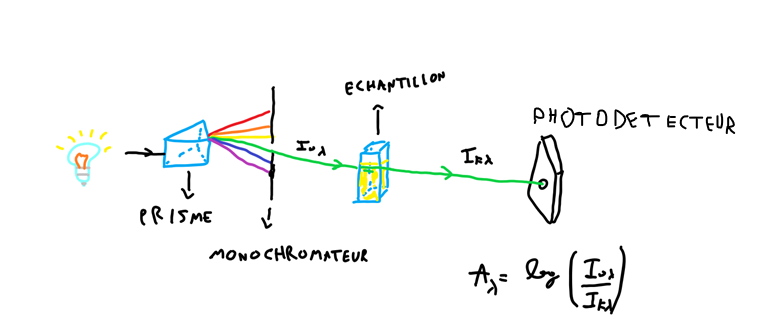 ECHANTILLON
PHOTODETECTEUR
I₀λ
Itλ
PRISME
MONOCHROMATEUR
Aλ = log (I₀λ / Itλ)